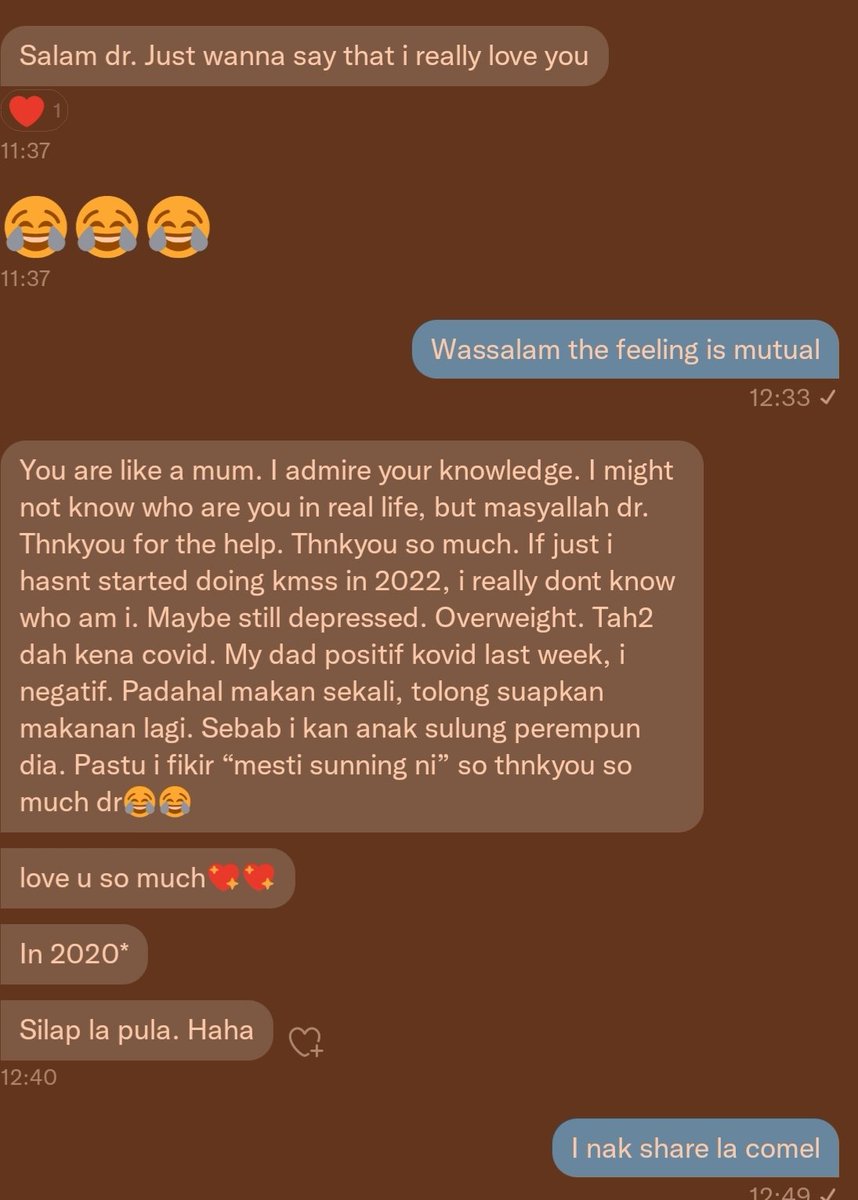 Salam dr. Just wanna say that i really love you
❤️ 1
11:37
😂😂😂
11:37
Wassalam the feeling is mutual
12:33 ✓
You are like a mum. I admire your knowledge. I might
not know who are you in real life, but masyallah dr.
Thnkyou for the help. Thnkyou so much. If just i
hasnt started doing kmss in 2022, i really dont know
who am i. Maybe still depressed. Overweight. Tah2
dah kena covid. My dad positif kovid last week, i
negatif. Padahal makan sekali, tolong suapkan
makanan lagi. Sebab i kan anak sulung perempun
dia. Pastu i fikir “mesti sunning ni” so thnkyou so
much dr😂😂
love u so much💖💖
In 2020*
Silap la pula. Haha
12:40
I nak share la comel
12:49 ✓